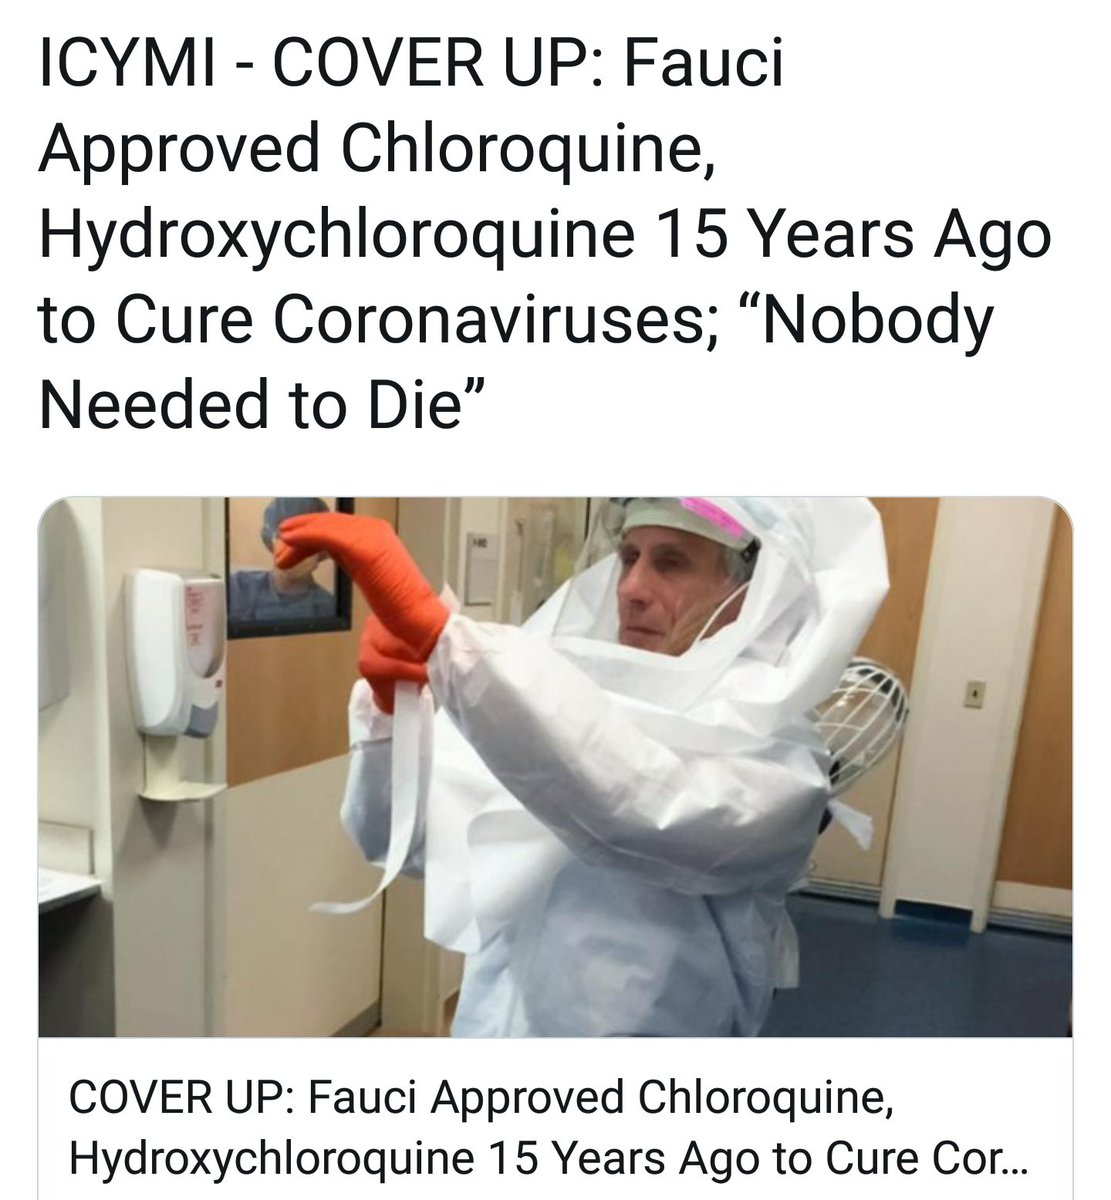 ICYMI - COVER UP: Fauci
Approved Chloroquine,
Hydroxychloroquine 15 Years Ago
to Cure Coronaviruses; “Nobody
Needed to Die”
COVER UP: Fauci Approved Chloroquine,
Hydroxychloroquine 15 Years Ago to Cure Cor...